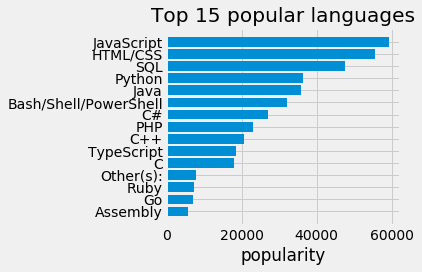 Top 15 popular languages
JavaScript
HTML/CSS
SQL
Python
Java
Bash/Shell/PowerShell
C#
PHP
C++
TypeScript
C
Other(s):
Ruby
Go
Assembly
0 20000 40000 60000
popularity